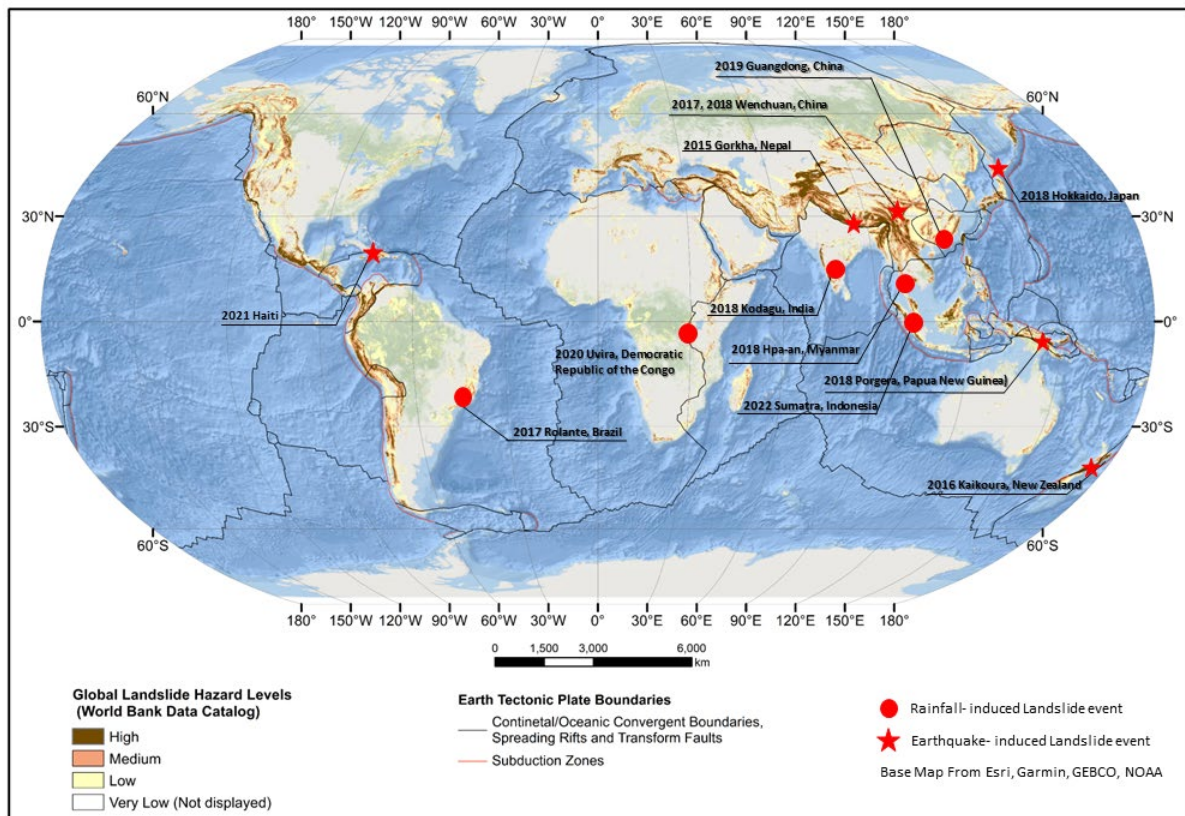 180° 150°W 120°W 90°W 60°W 30°W 0° 30°E 60°E 90°E 120°E 150°E 180°
2019 Guangdong, China
60°N
60°N
2017, 2018 Wenchuan, China
2015 Gorkha, Nepal
2018 Hokkaido, Japan
30°N
30°N
2021 Haiti
2018 Kodagu, India
0°
0°
2018 Hpa-an, Myanmar
2020 Uvira, Democratic
Republic of the Congo
2018 Porgera, Papua New Guinea)
2022 Sumatra, Indonesia
30°S
30°S
2017 Rolante, Brazil
2016 Kaikoura, New Zealand
60°S
60°S
180° 150°W 120°W 90°W 60°W 30°W 0° 30°E 60°E 90°E 120°E 150°E 180°
0 1,500 3,000 6,000
km
Global Landslide Hazard Levels
(World Bank Data Catalog)
High
Medium
Low
Very Low (Not displayed)
Earth Tectonic Plate Boundaries
Continetal/Oceanic Convergent Boundaries,
Spreading Rifts and Transform Faults
Subduction Zones
Rainfall- induced Landslide event
Earthquake- induced Landslide event
Base Map From Esri, Garmin, GEBCO, NOAA